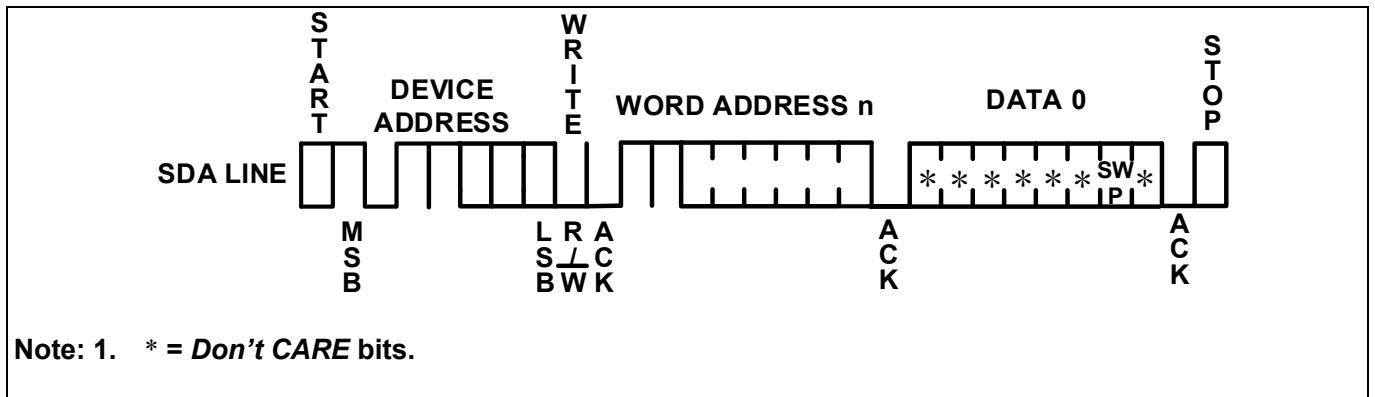 START
WRITE
STOP
DEVICE
ADDRESS
WORD ADDRESS n
DATA 0
SDA LINE
* * * * * * SWP *
MSB
LSB
R/W
ACK
ACK
ACK
Note: 1. * = Don't CARE bits.